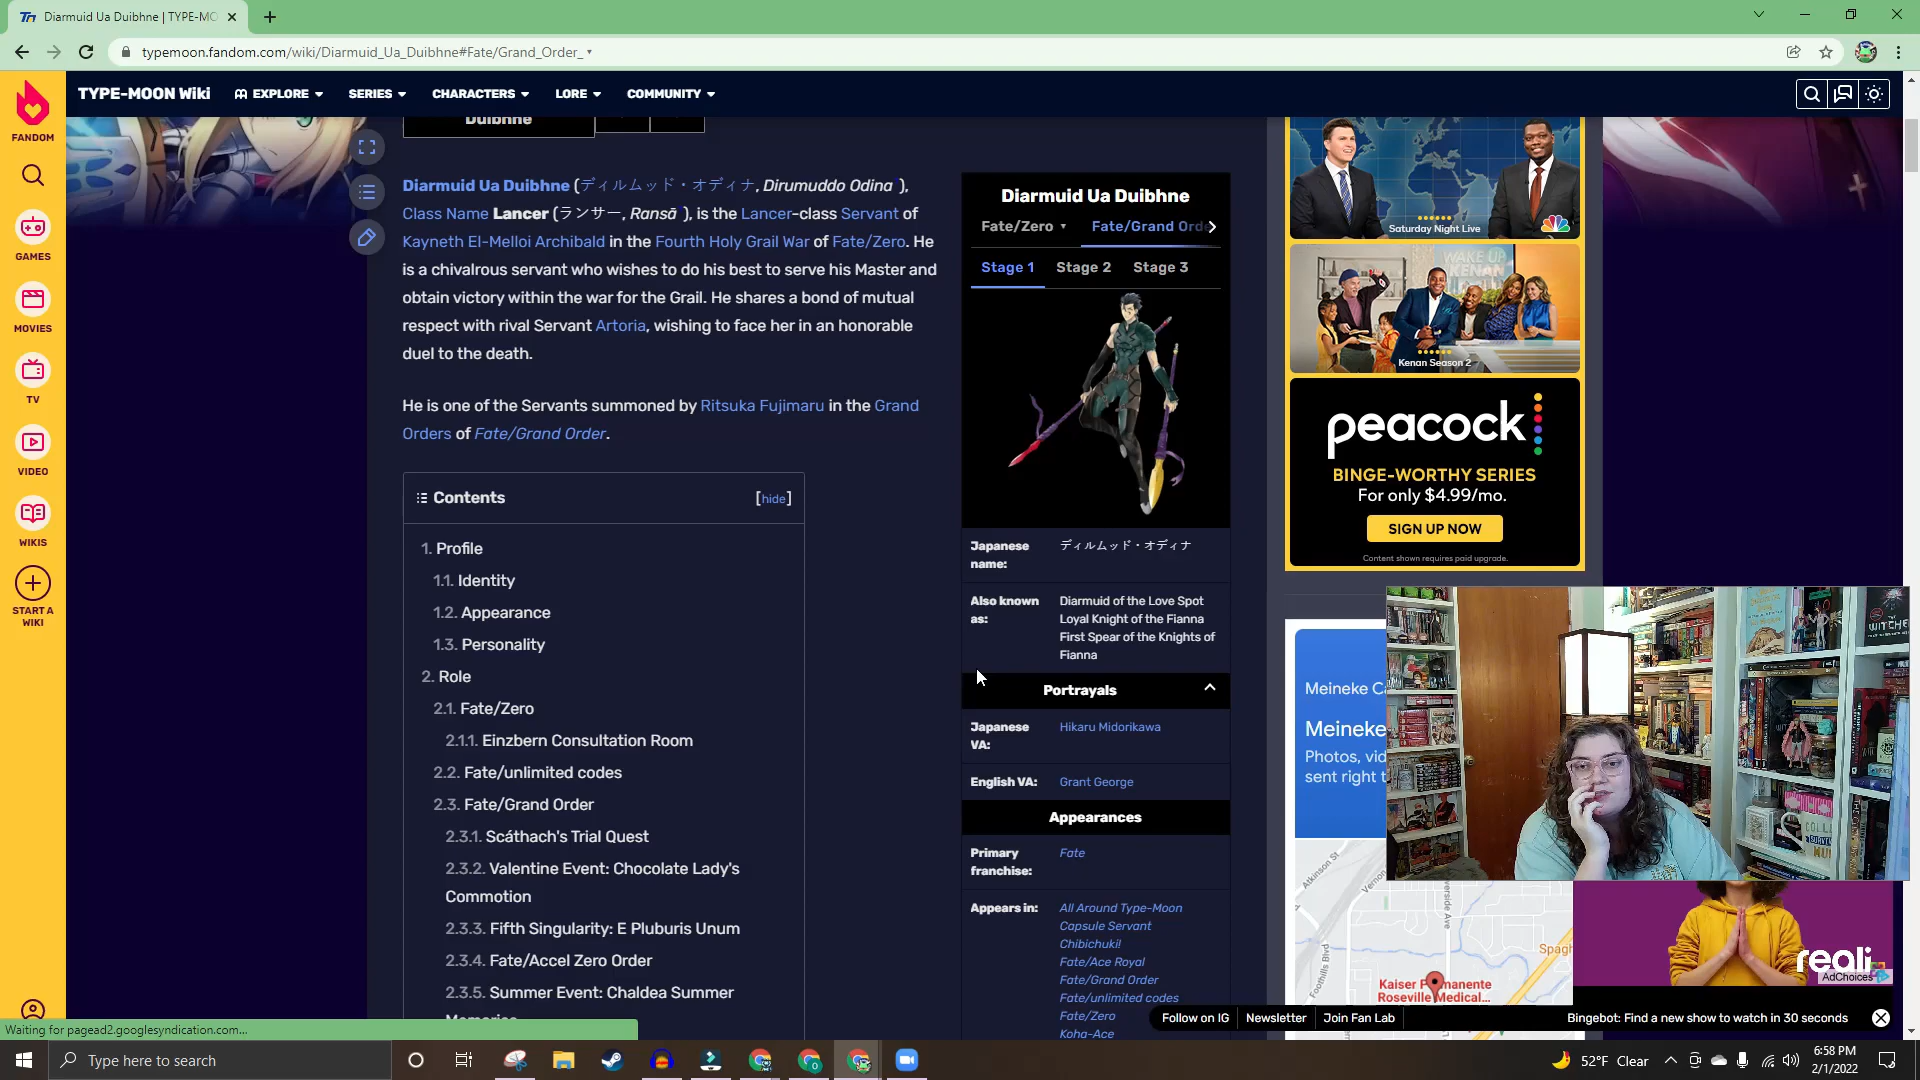 Diarmuid Ua Duibhne | TYPE-MO
typemoon.fandom.com/wiki/Diarmuid_Ua_Duibhne#Fate/Grand_Order_
FANDOM
TYPE-MOON Wiki
EXPLORE
SERIES
CHARACTERS
LORE
COMMUNITY
GAMES
MOVIES
TV
VIDEO
WIKIS
START A
WIKI
Duibhne
Diarmuid Ua Duibhne (ディルムッド・オディナ, Dirumuddo Odina ),
Class Name Lancer (ランサー, Ransā ), is the Lancer-class Servant of
Kayneth El-Melloi Archibald in the Fourth Holy Grail War of Fate/Zero. He
is a chivalrous servant who wishes to do his best to serve his Master and
obtain victory within the war for the Grail. He shares a bond of mutual
respect with rival Servant Artoria, wishing to face her in an honorable
duel to the death.
He is one of the Servants summoned by Ritsuka Fujimaru in the Grand
Orders of Fate/Grand Order.
Contents
[hide]
1. Profile
1.1. Identity
1.2. Appearance
1.3. Personality
2. Role
2.1. Fate/Zero
2.1.1. Einzbern Consultation Room
2.2. Fate/unlimited codes
2.3. Fate/Grand Order
2.3.1. Scáthach's Trial Quest
2.3.2. Valentine Event: Chocolate Lady's
Commotion
2.3.3. Fifth Singularity: E Pluribus Unum
2.3.4. Fate/Accel Zero Order
2.3.5. Summer Event: Chaldea Summer
Memories
Diarmuid Ua Duibhne
Fate/Zero
Fate/Grand Ord
Stage 1
Stage 2
Stage 3
Japanese
name:
ディルムッド・オディナ
Also known
as:
Diarmuid of the Love Spot
Loyal Knight of the Fianna
First Spear of the Knights of
Fianna
Portrayals
Japanese
VA:
Hikaru Midorikawa
English VA:
Grant George
Appearances
Primary
franchise:
Fate
Appears in:
All Around Type-Moon
Capsule Servant
Chibichuki!
Fate/Ace Royal
Fate/Grand Order
Fate/unlimited codes
Fate/Zero
Koha-Ace
Saturday Night Live
WAKE UP
KENAN
Kenan Season 2
peacock
BINGE-WORTHY SERIES
For only $4.99/mo.
SIGN UP NOW
Content shown requires paid upgrade.
Meineke Ca
Meineke
Photos, vid
sent right t
WITCHER
Atkinson St
Vernon
Foothills Blvd
Spagh
Kaiser Permanente
Roseville Medical...
reali
AdChoices
Follow on IG
Newsletter
Join Fan Lab
Bingebot: Find a new show to watch in 30 seconds
Waiting for pagead2.googlesyndication.com...
Type here to search
52°F Clear
6:58 PM
2/1/2022